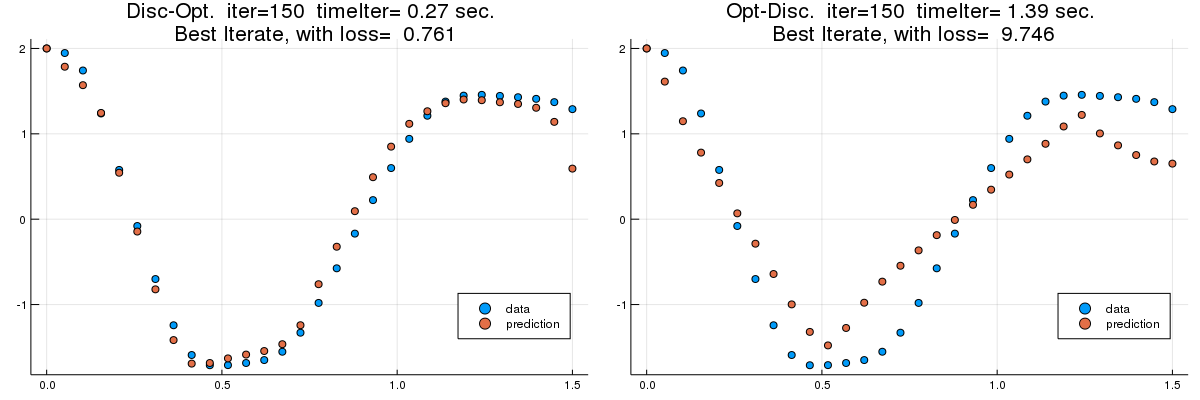 Disc-Opt.  iter=150  timeIter= 0.27 sec.
Best Iterate, with loss=  0.761
2
1
0
-1
0.0
0.5
1.0
1.5
data
prediction
Opt-Disc.  iter=150  timeIter= 1.39 sec.
Best Iterate, with loss=  9.746
2
1
0
-1
0.0
0.5
1.0
1.5
data
prediction